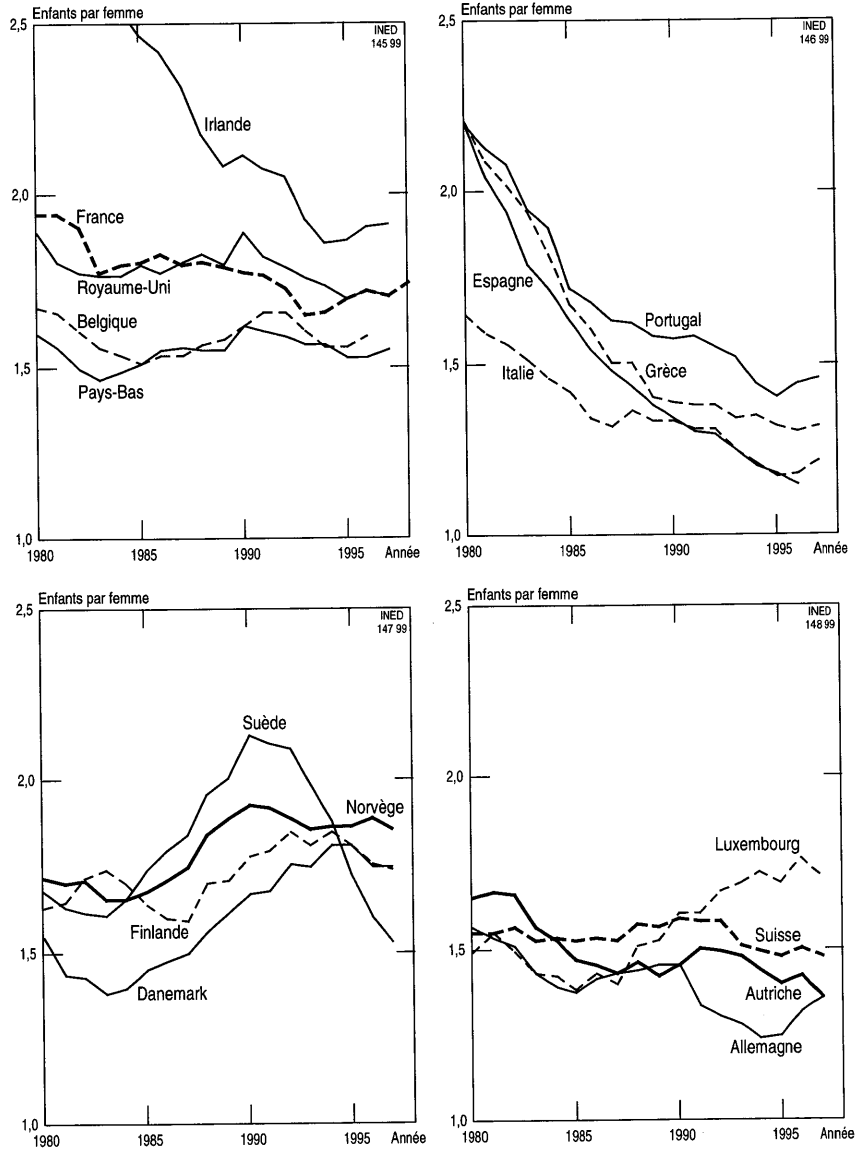 Enfants par femme
2,5
INED
145 99
Irlande
2,0
France
Royaume-Uni
Belgique
1,5
Pays-Bas
1,0
1980 1985 1990 1995 Année
Enfants par femme
2,5
INED
146 99
2,0
Espagne
Portugal
1,5
Italie
Grèce
1,0
1980 1985 1990 1995 Année
Enfants par femme
2,5
INED
147 99
Suède
2,0
Norvège
Finlande
1,5
Danemark
1,0
1980 1985 1990 1995 Année
Enfants par femme
2,5
INED
148 99
2,0
Luxembourg
Suisse
1,5
Autriche
Allemagne
1,0
1980 1985 1990 1995 Année